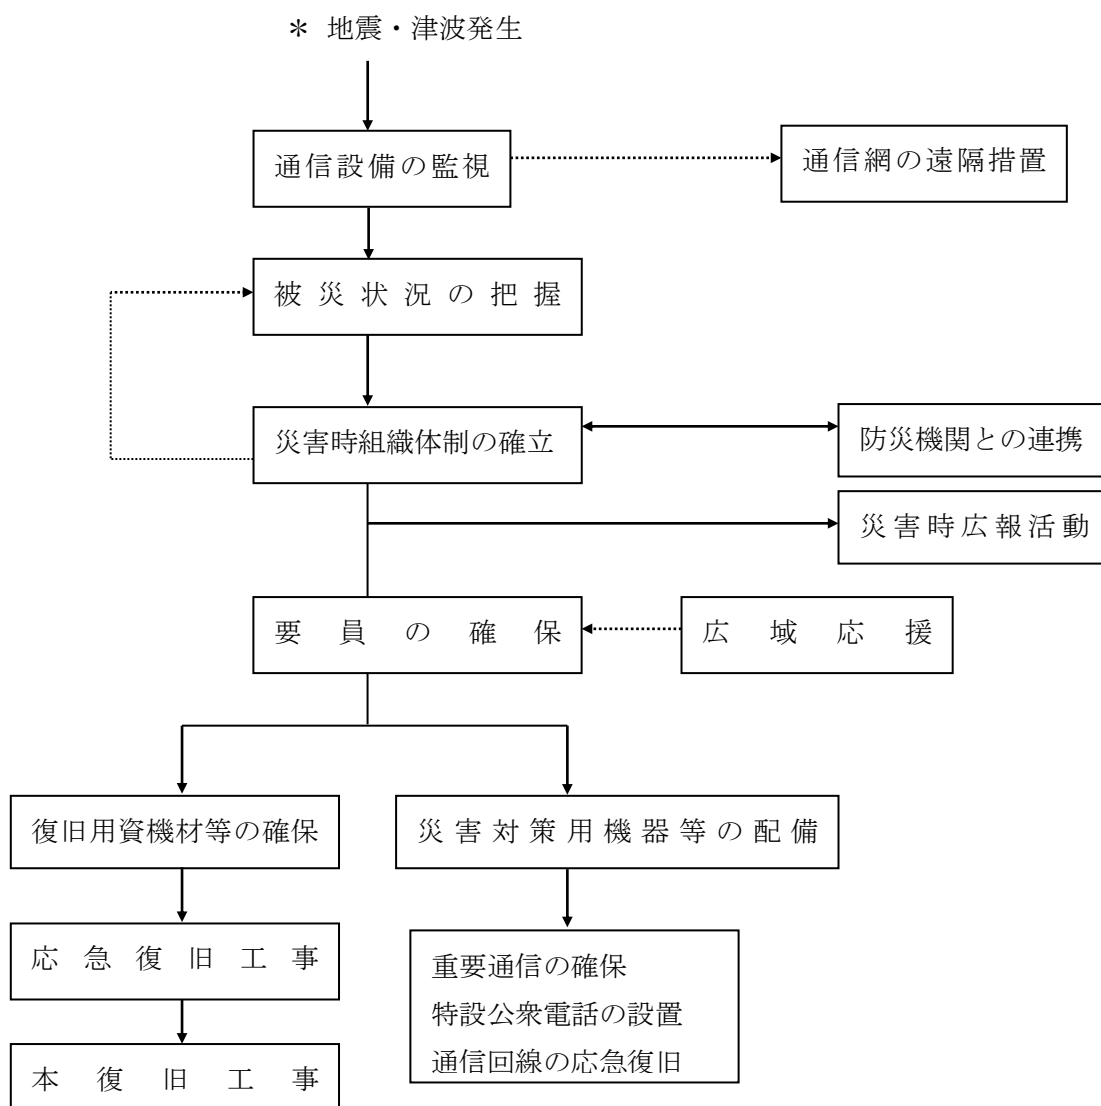 ＊ 地震・津波発生
通信設備の監視
通信網の遠隔措置
被災状況の把握
災害時組織体制の確立
防災機関との連携
災害時広報活動
要員の確保
広域応援
復旧用資機材等の確保
災害対策用機器等の配備
応急復旧工事
重要通信の確保
特設公衆電話の設置
通信回線の応急復旧
本復旧工事